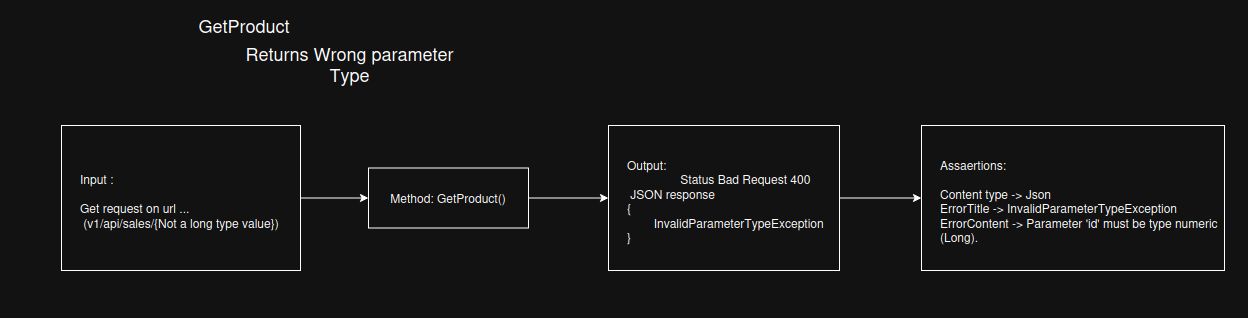 GetProduct
Returns Wrong parameter
Type
Input :
Get request on url ...
(v1/api/sales/{Not a long type value})
Method: GetProduct()
Output:
Status Bad Request 400
JSON response
{
InvalidParameterTypeException
}
Assaertions:
Content type -> Json
ErrorTitle -> InvalidParameterTypeException
ErrorContent -> Parameter 'id' must be type numeric
(Long).